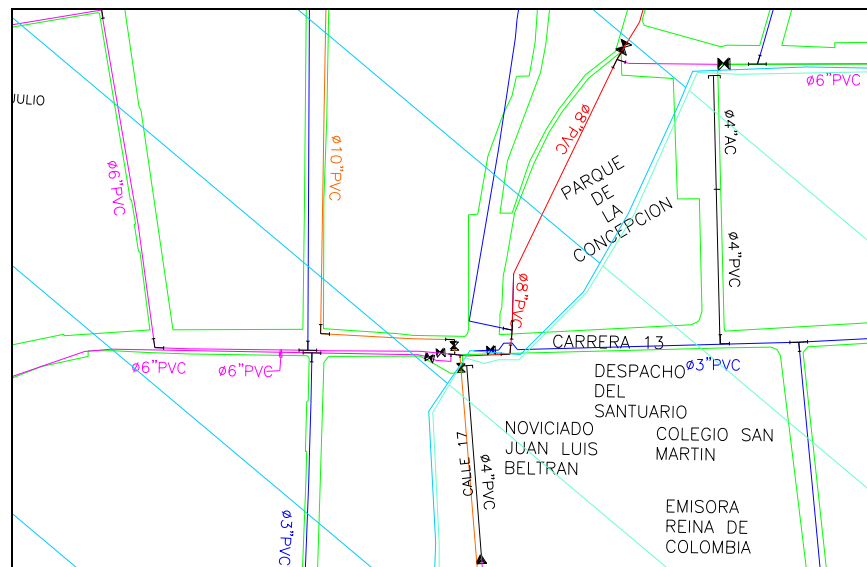 JULIO
ø6"PVC
ø10"PVC
ø8"PVC
ø6"PVC
ø4"AC
PARQUE
DE
LA
CONCEPCION
ø4"PVC
ø8"PVC
CARRERA 13
ø6"PVC
ø6"PVC
ø3"PVC
DESPACHO
DEL
SANTUARIO
NOVICIADO
JUAN LUIS
BELTRAN
COLEGIO SAN
MARTIN
CALLE 17
ø4"PVC
ø3"PVC
EMISORA
REINA DE
COLOMBIA